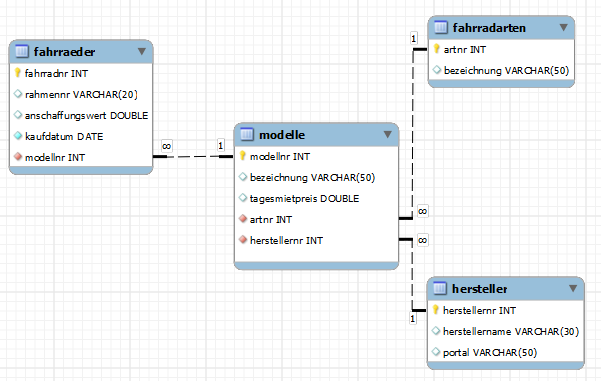 fahrraeder
fahrradnr INT
rahmennr VARCHAR(20)
anschaffungswert DOUBLE
kaufdatum DATE
modellnr INT
∞
1
modelle
modellnr INT
bezeichnung VARCHAR(50)
tagesmietpreis DOUBLE
artnr INT
herstellernr INT
∞
∞
1
fahrradarten
artnr INT
bezeichnung VARCHAR(50)
1
hersteller
herstellernr INT
herstellername VARCHAR(30)
portal VARCHAR(50)